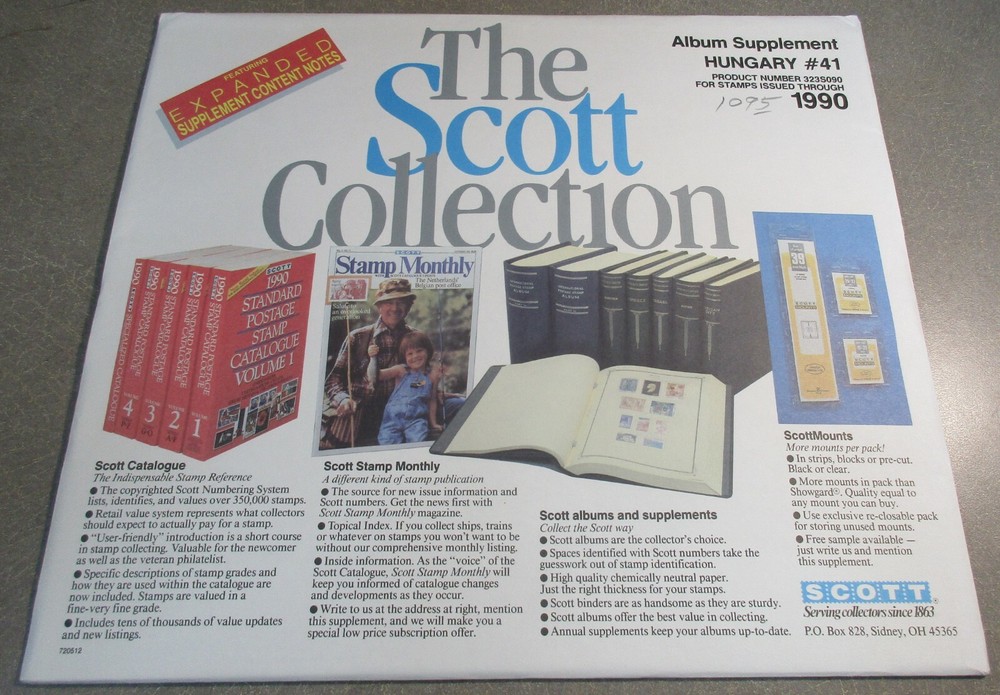 FEATURING
EXPANDED
SUPPLEMENT CONTENT NOTES
The
Scott
Collection
Album Supplement
HUNGARY #41
PRODUCT NUMBER 323S090
FOR STAMPS ISSUED THROUGH
1095 1990
SCOTT
1990
STANDARD
POSTAGE
STAMP
CATALOGUE
VOLUME 1
4
3
2
1
SCOTT
Stamp Monthly
The Netherlands'
Belgian post office
39
Scott Catalogue
The Indispensable Stamp Reference
● The copyrighted Scott Numbering System
lists, identifies, and values over 350,000 stamps.
● Retail value system represents what collectors
should expect to actually pay for a stamp.
● "User-friendly" introduction is a short course
in stamp collecting. Valuable for the newcomer
as well as the veteran philatelist.
● Specific descriptions of stamp grades and
how they are used within the catalogue are
now included. Stamps are valued in a
fine-very fine grade.
● Includes tens of thousands of value updates
and new listings.
720512
Scott Stamp Monthly
A different kind of stamp publication
● The source for new issue information and
Scott numbers. Get the news first with
Scott Stamp Monthly magazine.
● Topical Index. If you collect ships, trains
or whatever on stamps you won't want to be
without our comprehensive monthly listing.
● Inside information. As the "voice" of the
Scott Catalogue, Scott Stamp Monthly will
keep you informed of catalogue changes
and developments as they occur.
● Write to us at the address at right, mention
this supplement, and we will make you a
special low price subscription offer.
Scott albums and supplements
Collect the Scott way
● Scott albums are the collector's choice.
● Spaces identified with Scott numbers take the
guesswork out of stamp identification.
● High quality chemically neutral paper.
Just the right thickness for your stamps.
● Scott binders are as handsome as they are sturdy.
● Scott albums offer the best value in collecting.
● Annual supplements keep your albums up-to-date.
ScottMounts
More mounts per pack!
● In strips, blocks or pre-cut.
Black or clear.
● More mounts in pack than
Showgard®. Quality equal to
any mount you can buy.
● Use exclusive re-closable pack
for storing unused mounts.
● Free sample available —
just write us and mention
this supplement.
SCOTT®
Serving collectors since 1863
P.O. Box 828, Sidney, OH 45365